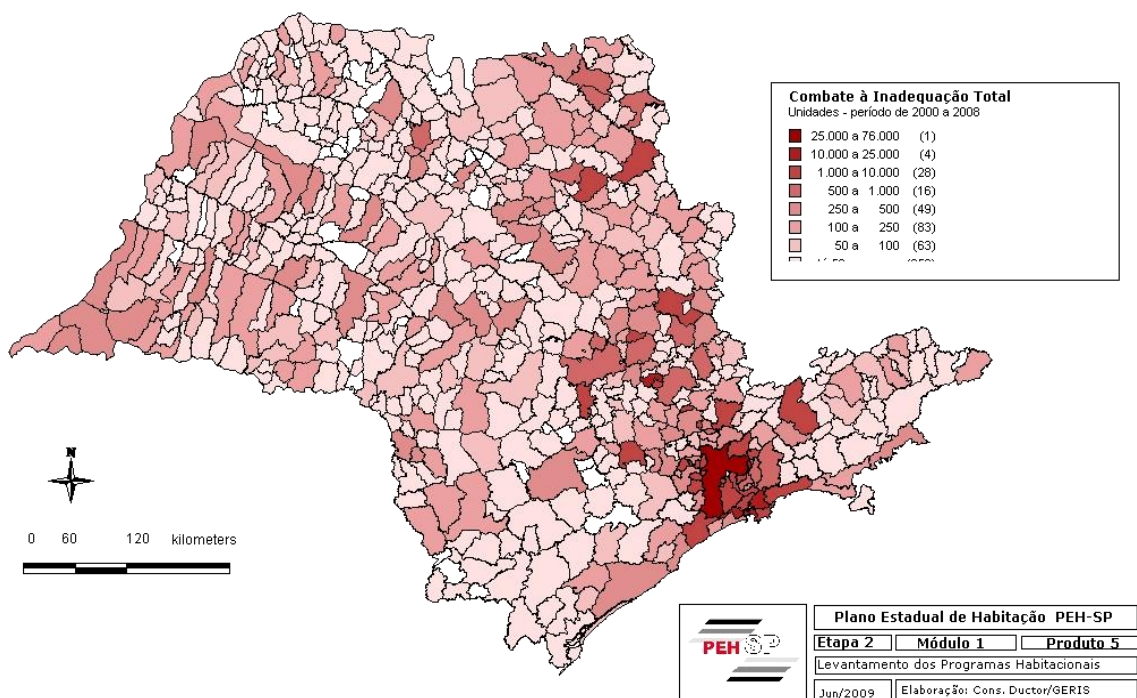 Combate à Inadequação Total
Unidades - período de 2000 a 2008
25.000 a 76.000 (1)
10.000 a 25.000 (4)
1.000 a 10.000 (28)
500 a 1.000 (16)
250 a 500 (49)
100 a 250 (83)
50 a 100 (63)
N
0 60 120 kilometers
PEH SP
Plano Estadual de Habitação PEH-SP
Etapa 2 Módulo 1 Produto 5
Levantamento dos Programas Habitacionais
Jun/2009 Elaboração: Cons. Ductor/GERIS